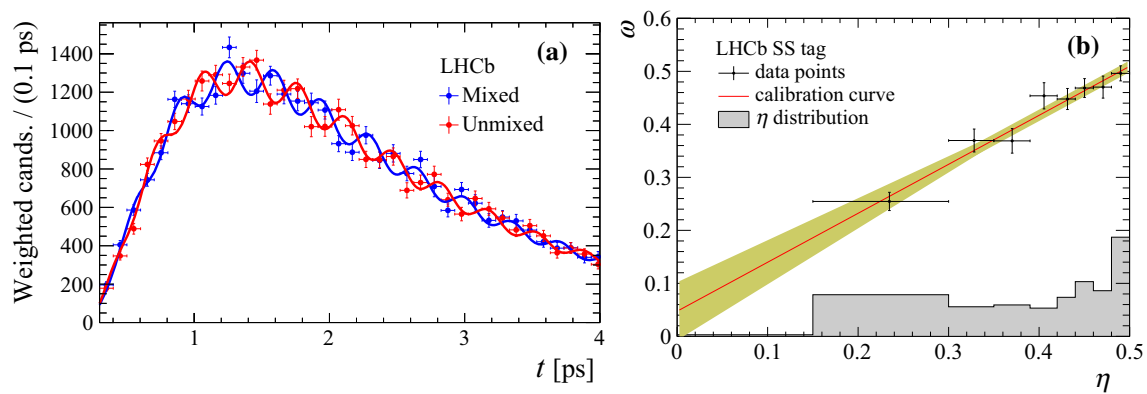 Weighted cands. / (0.1 ps)
1400
1200
1000
800
600
400
200
0
(a)
LHCb
Mixed
Unmixed
1
2
3
4
t [ps]
ω
0.6
0.5
0.4
0.3
0.2
0.1
0
(b)
LHCb SS tag
data points
calibration curve
η distribution
0
0.1
0.2
0.3
0.4
0.5
η